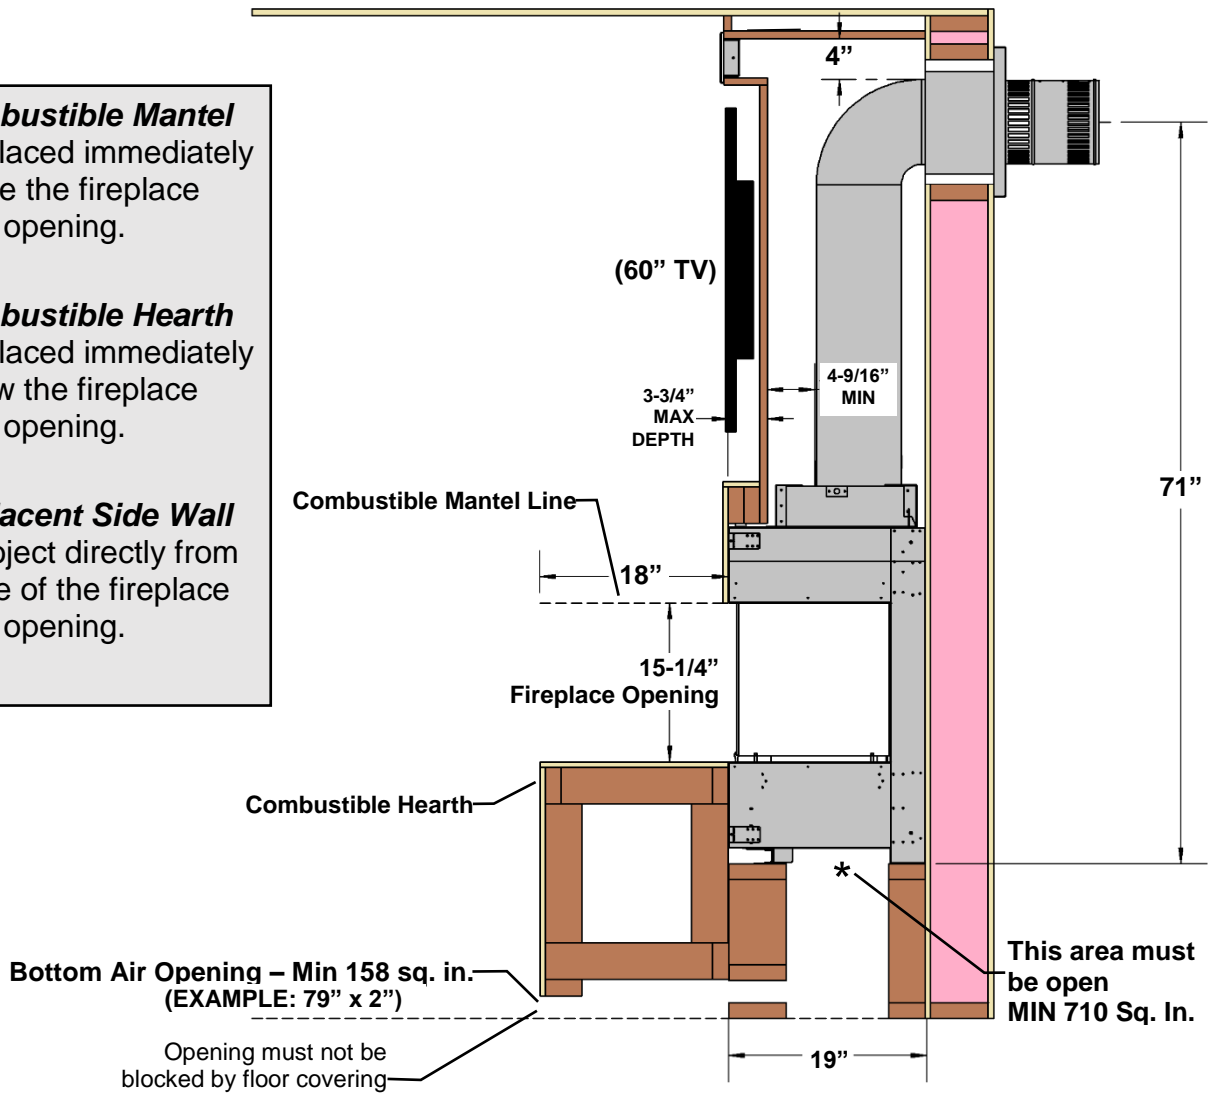 bustible Mantel
laced immediately
e the fireplace
opening.
bustible Hearth
laced immediately
w the fireplace
opening.
acent Side Wall
ject directly from
e of the fireplace
opening.
4”
(60” TV)
3-3/4”
MAX
DEPTH
4-9/16”
MIN
71”
Combustible Mantel Line
18”
15-1/4”
Fireplace Opening
Combustible Hearth
*
Bottom Air Opening – Min 158 sq. in.
(EXAMPLE: 79” x 2”)
Opening must not be
blocked by floor covering
This area must
be open
MIN 710 Sq. In.
19”